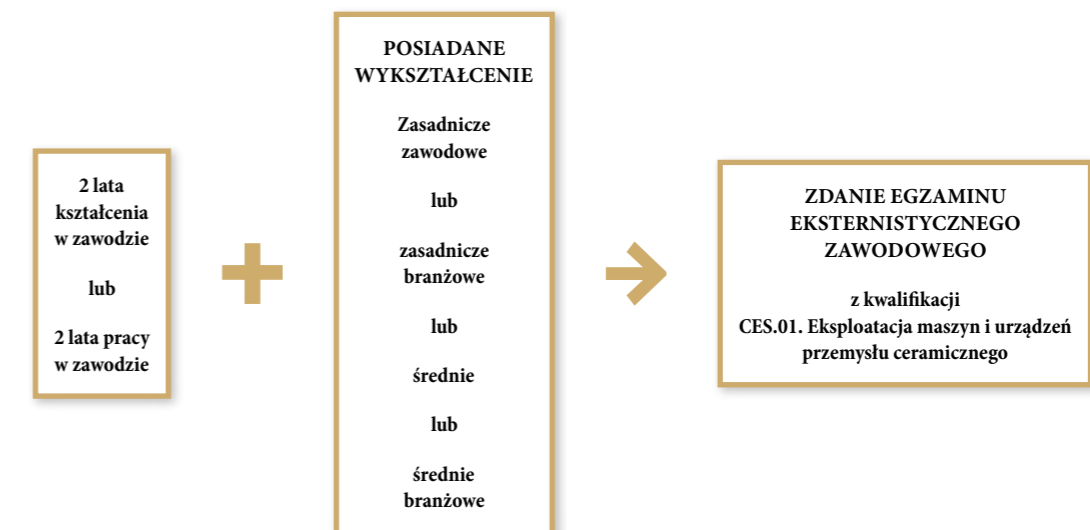 2 lata
kształcenia
w zawodzie
lub
2 lata pracy
w zawodzie
POSIADANE
WYKSZTAŁCENIE
Zasadnicze
zawodowe
lub
zasadnicze
branżowe
lub
średnie
lub
średnie
branżowe
ZDANIE EGZAMINU
EKSTERNISTYCZNEGO
ZAWODOWEGO
z kwalifikacji
CES.01. Eksploatacja maszyn i urządzeń
przemysłu ceramicznego